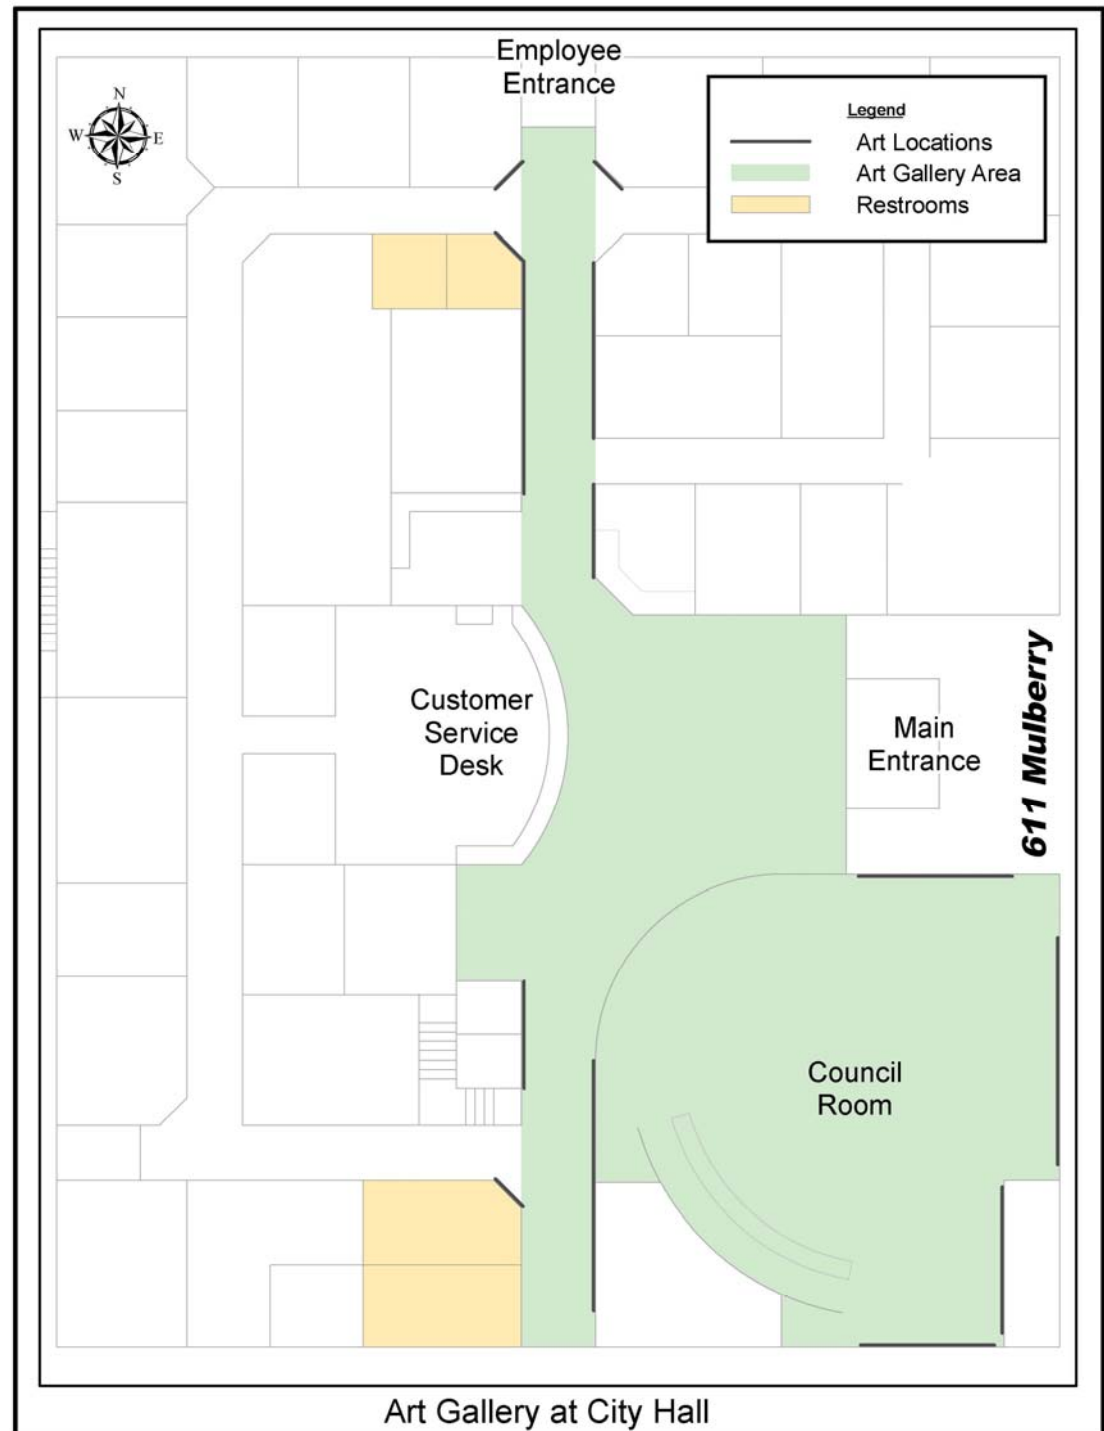 Employee
Entrance
N
W E
S
Legend
Art Locations
Art Gallery Area
Restrooms
Customer
Service
Desk
Main
Entrance
611 Mulberry
Council
Room
Art Gallery at City Hall